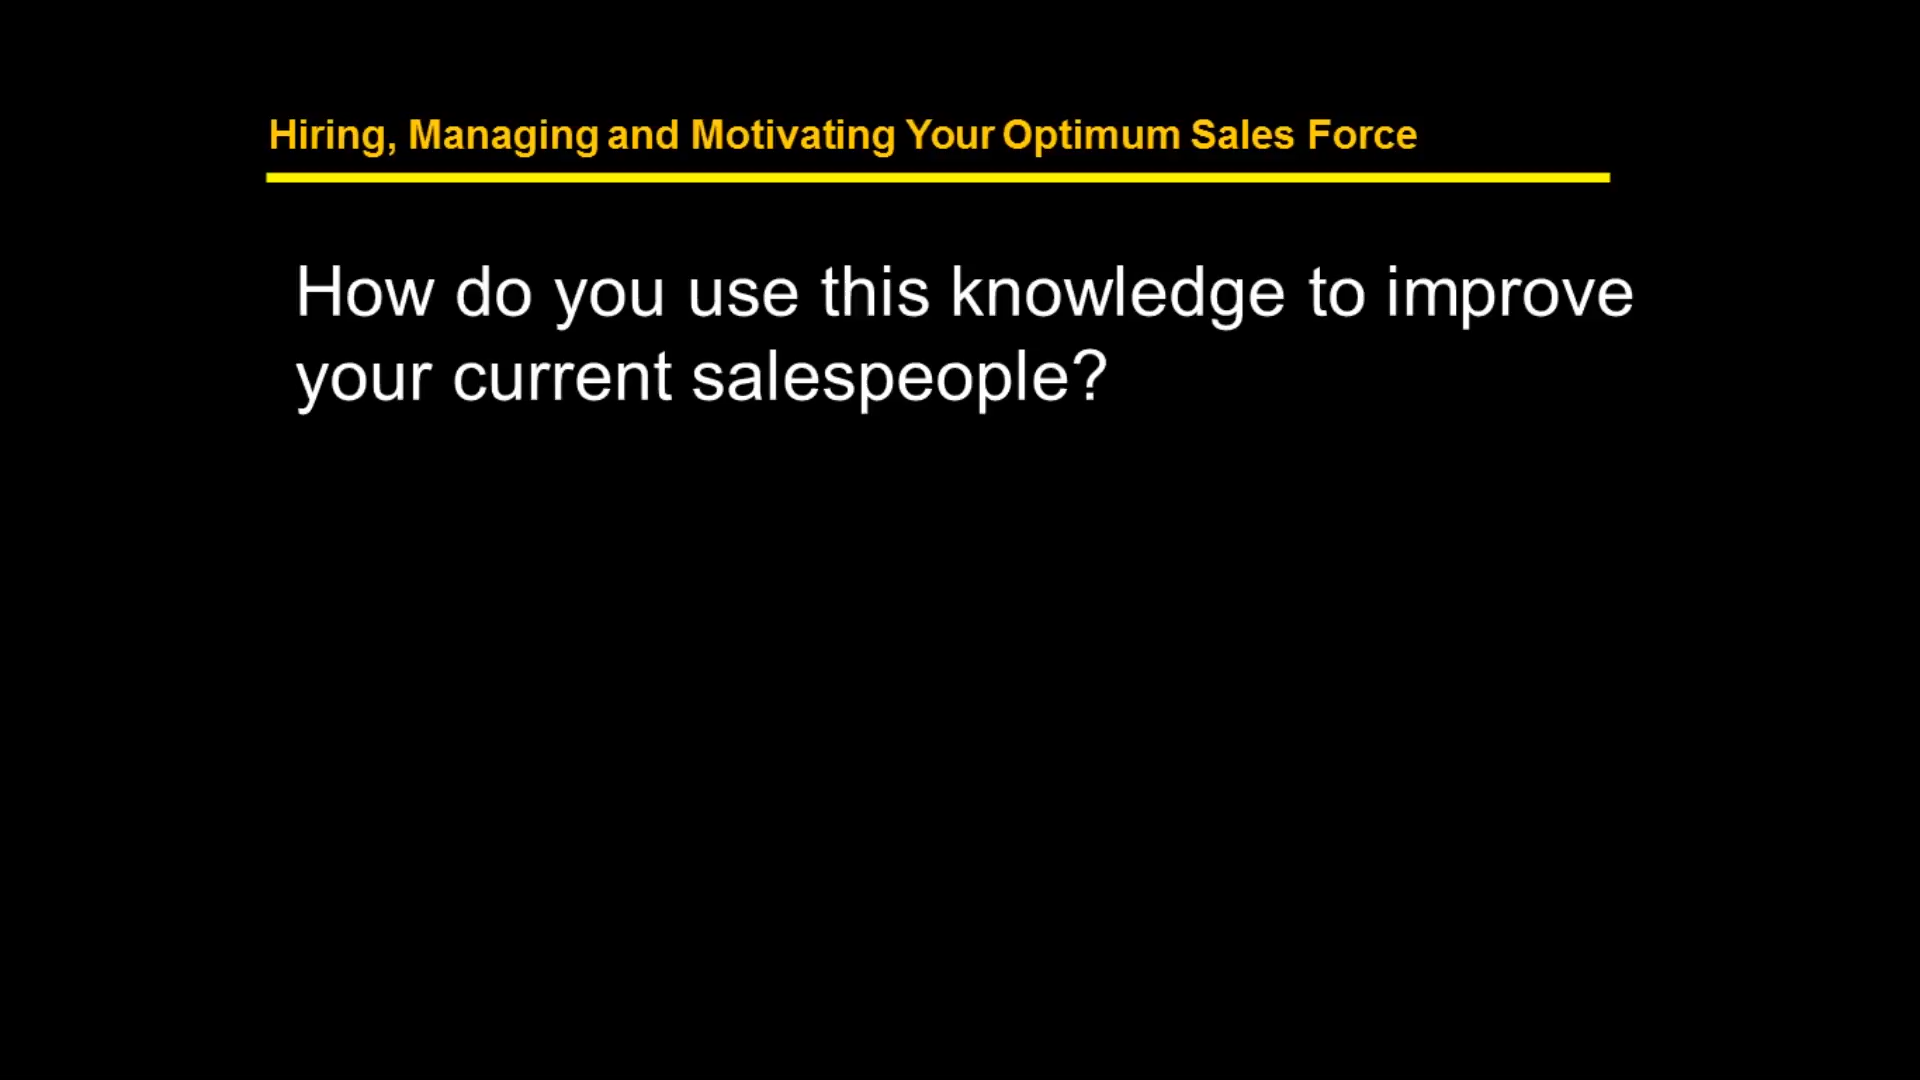 Hiring, Managing and Motivating Your Optimum Sales Force
How do you use this knowledge to improve
your current salespeople?